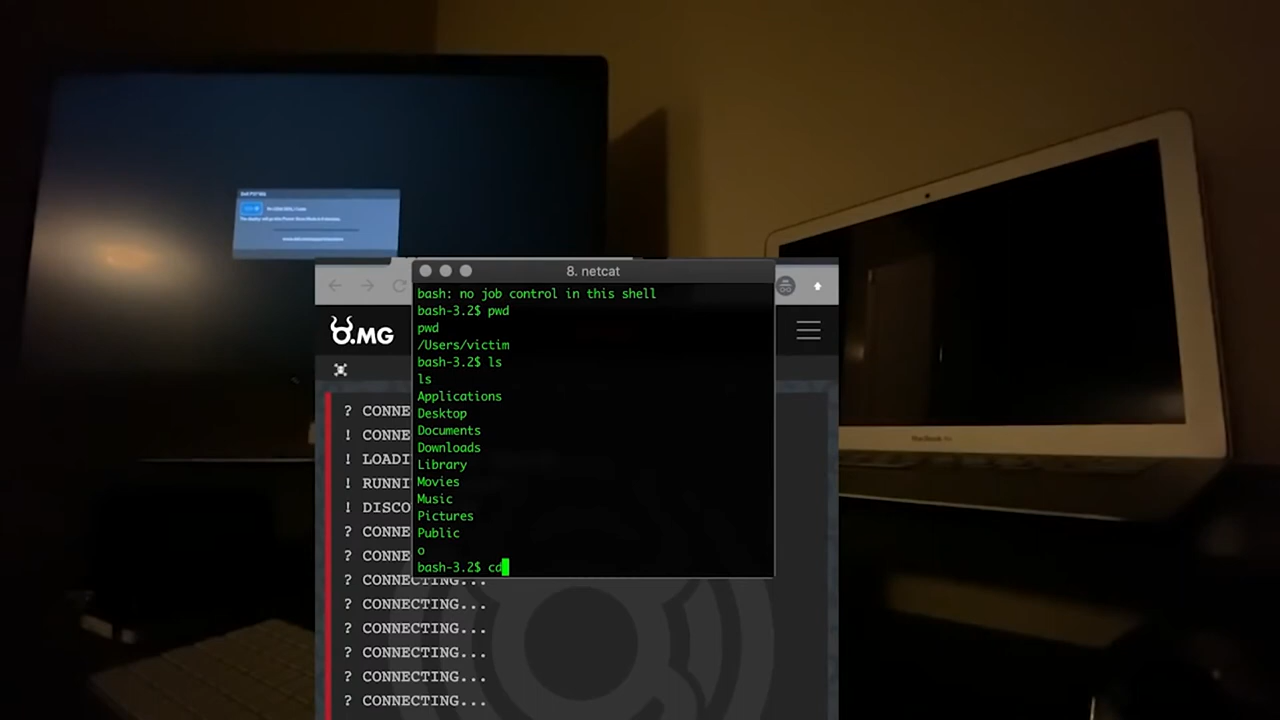 8. netcat
bash: no job control in this shell
bash-3.2$ pwd
pwd
/Users/victim
bash-3.2$ ls
ls
Applications
Desktop
Documents
Downloads
Library
Movies
Music
Pictures
Public
o
bash-3.2$ cd
O.MG
? CONNE
! CONNE
! LOADI
! RUNNI
! DISCO
? CONNE
? CONNE
? CONNECTING...
? CONNECTING...
? CONNECTING...
? CONNECTING...
? CONNECTING...
? CONNECTING...
MacBook Air